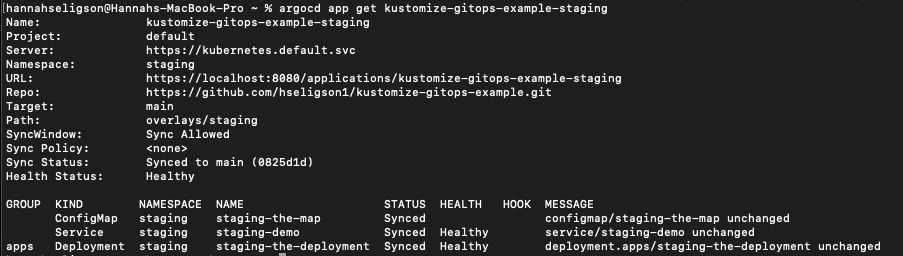 [hannahseligson@Hannahs-MacBook-Pro ~ % argocd app get kustomize-gitops-example-staging
Name: kustomize-gitops-example-staging
Project: default
Server: https://kubernetes.default.svc
Namespace: staging
URL: https://localhost:8080/applications/kustomize-gitops-example-staging
Repo: https://github.com/hseligson1/kustomize-gitops-example.git
Target: main
Path: overlays/staging
SyncWindow: Sync Allowed
Sync Policy: <none>
Sync Status: Synced to main (0825d1d)
Health Status: Healthy
GROUP KIND NAMESPACE NAME STATUS HEALTH HOOK MESSAGE
ConfigMap staging staging-the-map Synced configmap/staging-the-map unchanged
Service staging staging-demo Synced Healthy service/staging-demo unchanged
apps Deployment staging staging-the-deployment Synced Healthy deployment.apps/staging-the-deployment unchanged